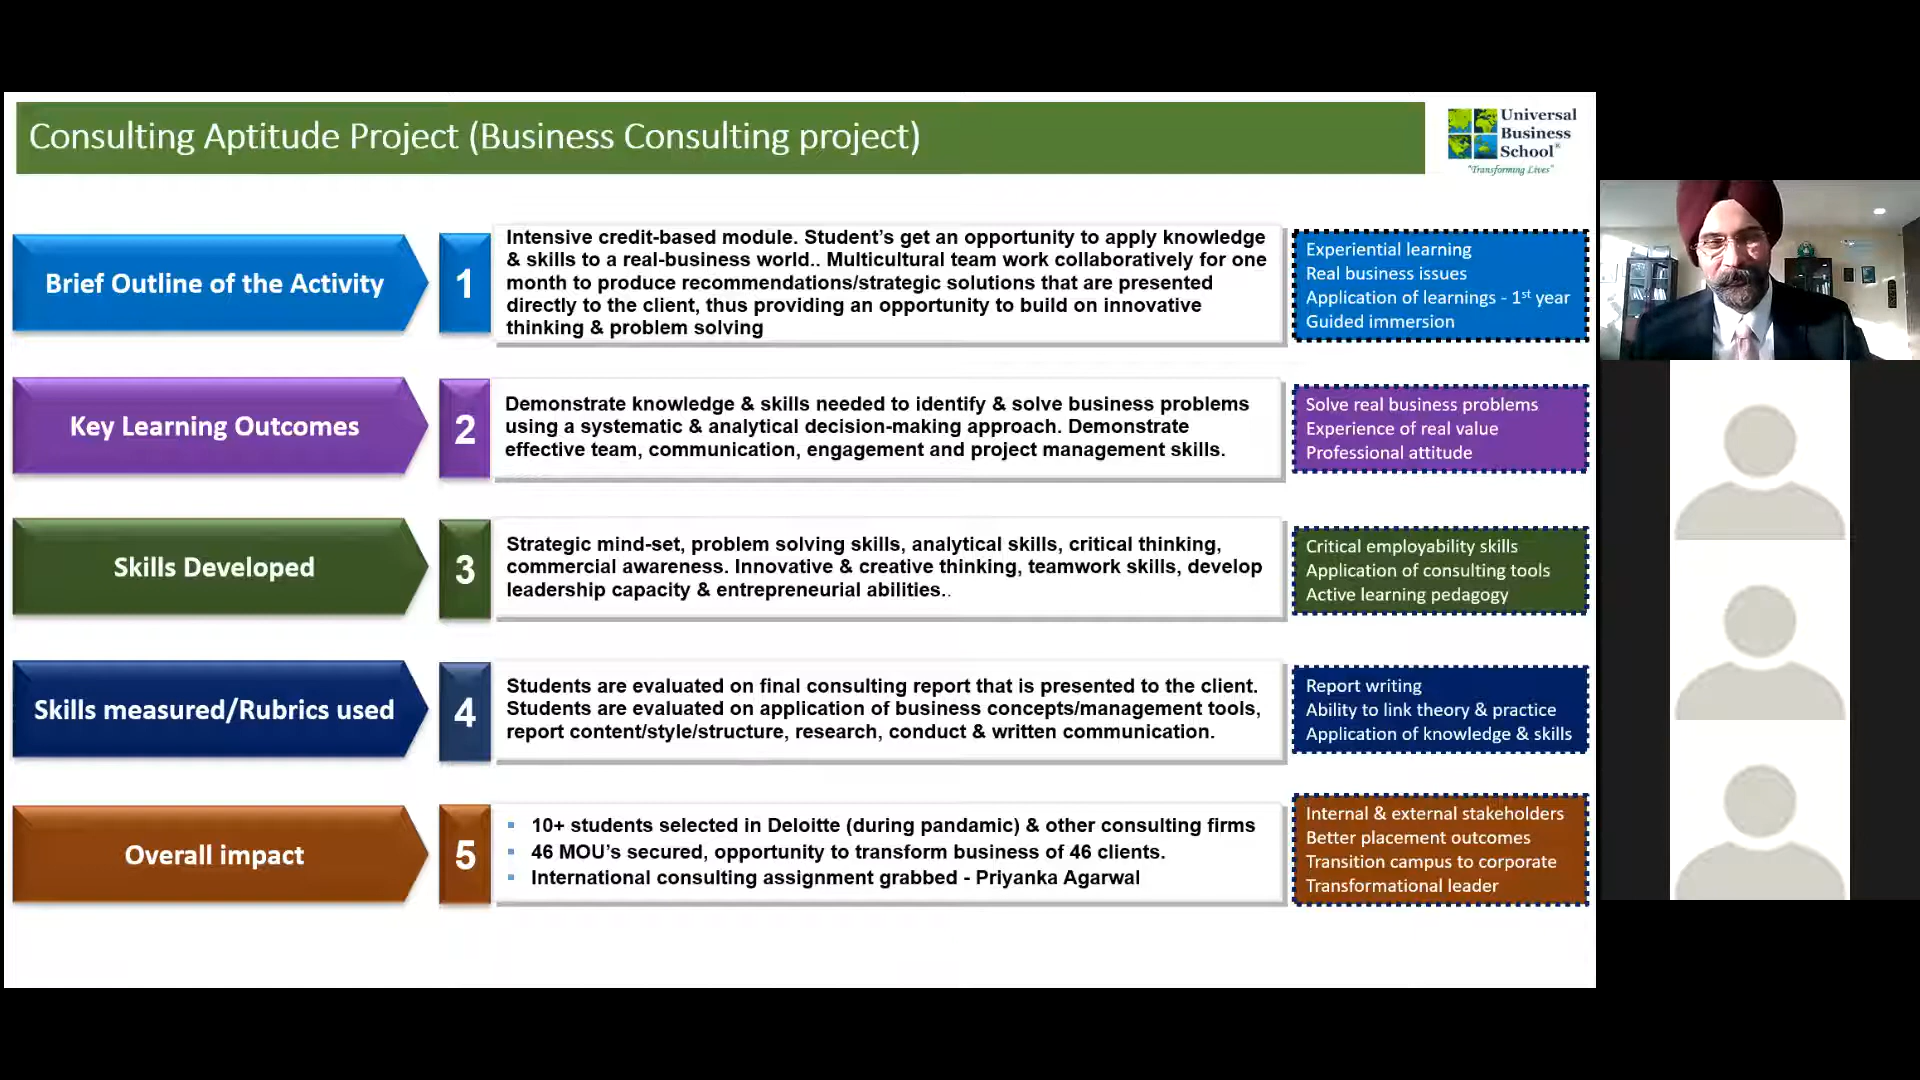 Consulting Aptitude Project (Business Consulting project)
Universal
Business
School®
"Transforming Lives"
Brief Outline of the Activity
1
Intensive credit-based module. Student’s get an opportunity to apply knowledge
& skills to a real-business world.. Multicultural team work collaboratively for one
month to produce recommendations/strategic solutions that are presented
directly to the client, thus providing an opportunity to build on innovative
thinking & problem solving
Experiential learning
Real business issues
Application of learnings - 1st year
Guided immersion
Key Learning Outcomes
2
Demonstrate knowledge & skills needed to identify & solve business problems
using a systematic & analytical decision-making approach. Demonstrate
effective team, communication, engagement and project management skills.
Solve real business problems
Experience of real value
Professional attitude
Skills Developed
3
Strategic mind-set, problem solving skills, analytical skills, critical thinking,
commercial awareness. Innovative & creative thinking, teamwork skills, develop
leadership capacity & entrepreneurial abilities..
Critical employability skills
Application of consulting tools
Active learning pedagogy
Skills measured/Rubrics used
4
Students are evaluated on final consulting report that is presented to the client.
Students are evaluated on application of business concepts/management tools,
report content/style/structure, research, conduct & written communication.
Report writing
Ability to link theory & practice
Application of knowledge & skills
Overall impact
5
▪ 10+ students selected in Deloitte (during pandamic) & other consulting firms
▪ 46 MOU’s secured, opportunity to transform business of 46 clients.
▪ International consulting assignment grabbed - Priyanka Agarwal
Internal & external stakeholders
Better placement outcomes
Transition campus to corporate
Transformational leader